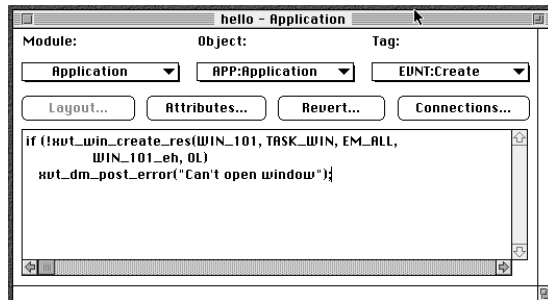 hello - Application
Module: Object: Tag:
Application APP:Application EVNT:Create
Layout... Attributes... Revert... Connections...
if (!xvt_win_create_res(WIN_101, TASK_WIN, EM_ALL,
WIN_101_eh, 0L)
xvt_dm_post_error("Can't open window");